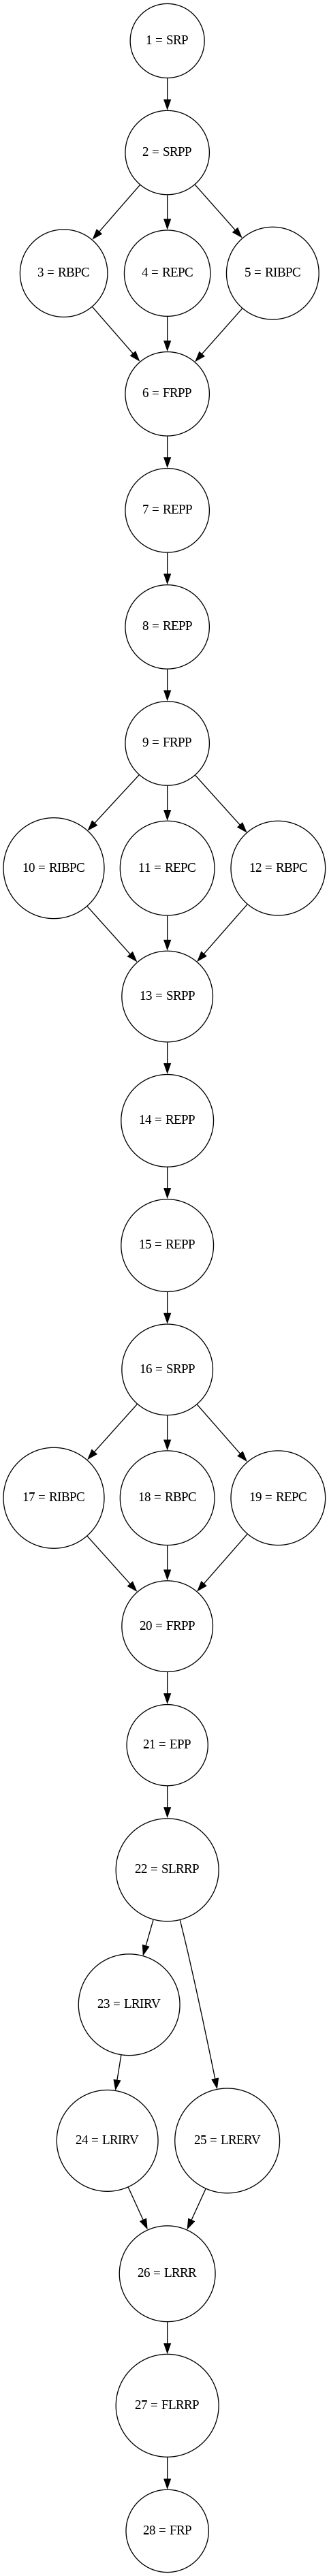 1 = SRP
2 = SRPP
3 = RBPC
4 = REPC
5 = RIBPC
6 = FRPP
7 = REPP
8 = REPP
9 = FRPP
10 = RIBPC
11 = REPC
12 = RBPC
13 = SRPP
14 = REPP
15 = REPP
16 = SRPP
17 = RIBPC
18 = RBPC
19 = REPC
20 = FRPP
21 = EPP
22 = SLRRP
23 = LRIRV
24 = LRIRV
25 = LRERV
26 = LRRR
27 = FLRRP
28 = FRP